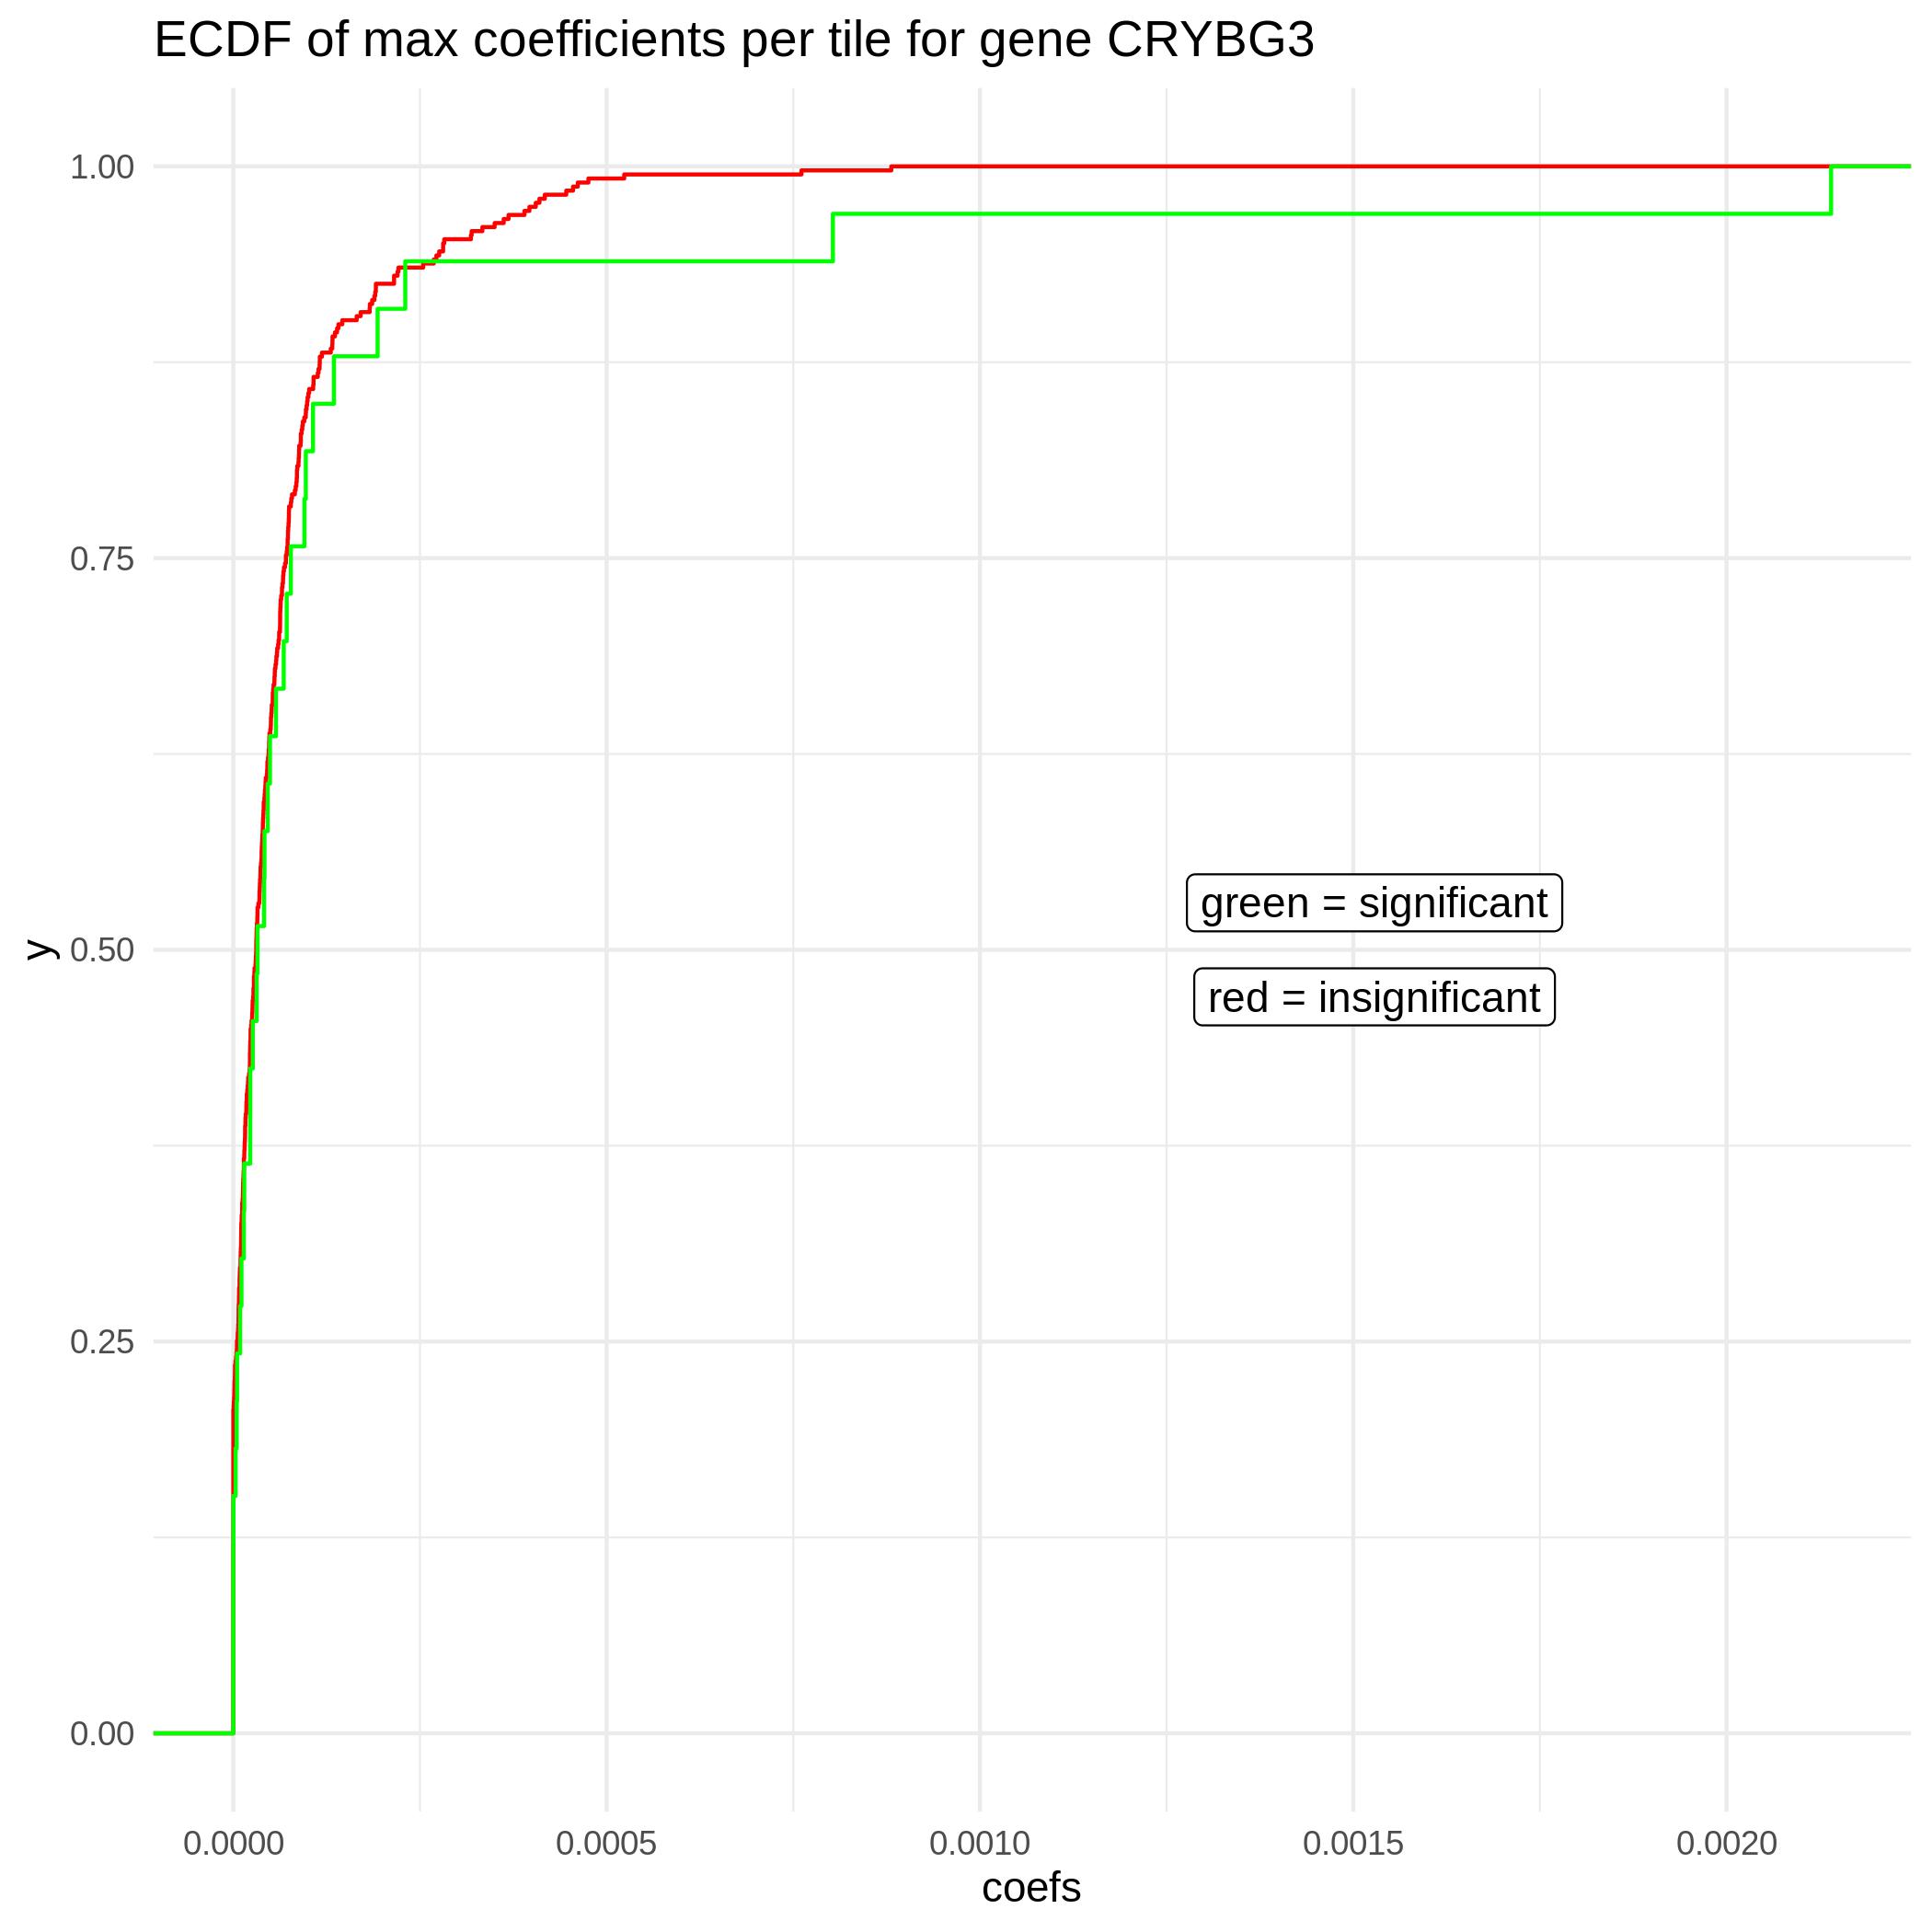 ECDF of max coefficients per tile for gene CRYBG3
1.00
0.75
0.50
0.25
0.00
y
green = significant
red = insignificant
0.0000
0.0005
0.0010
0.0015
0.0020
coefs